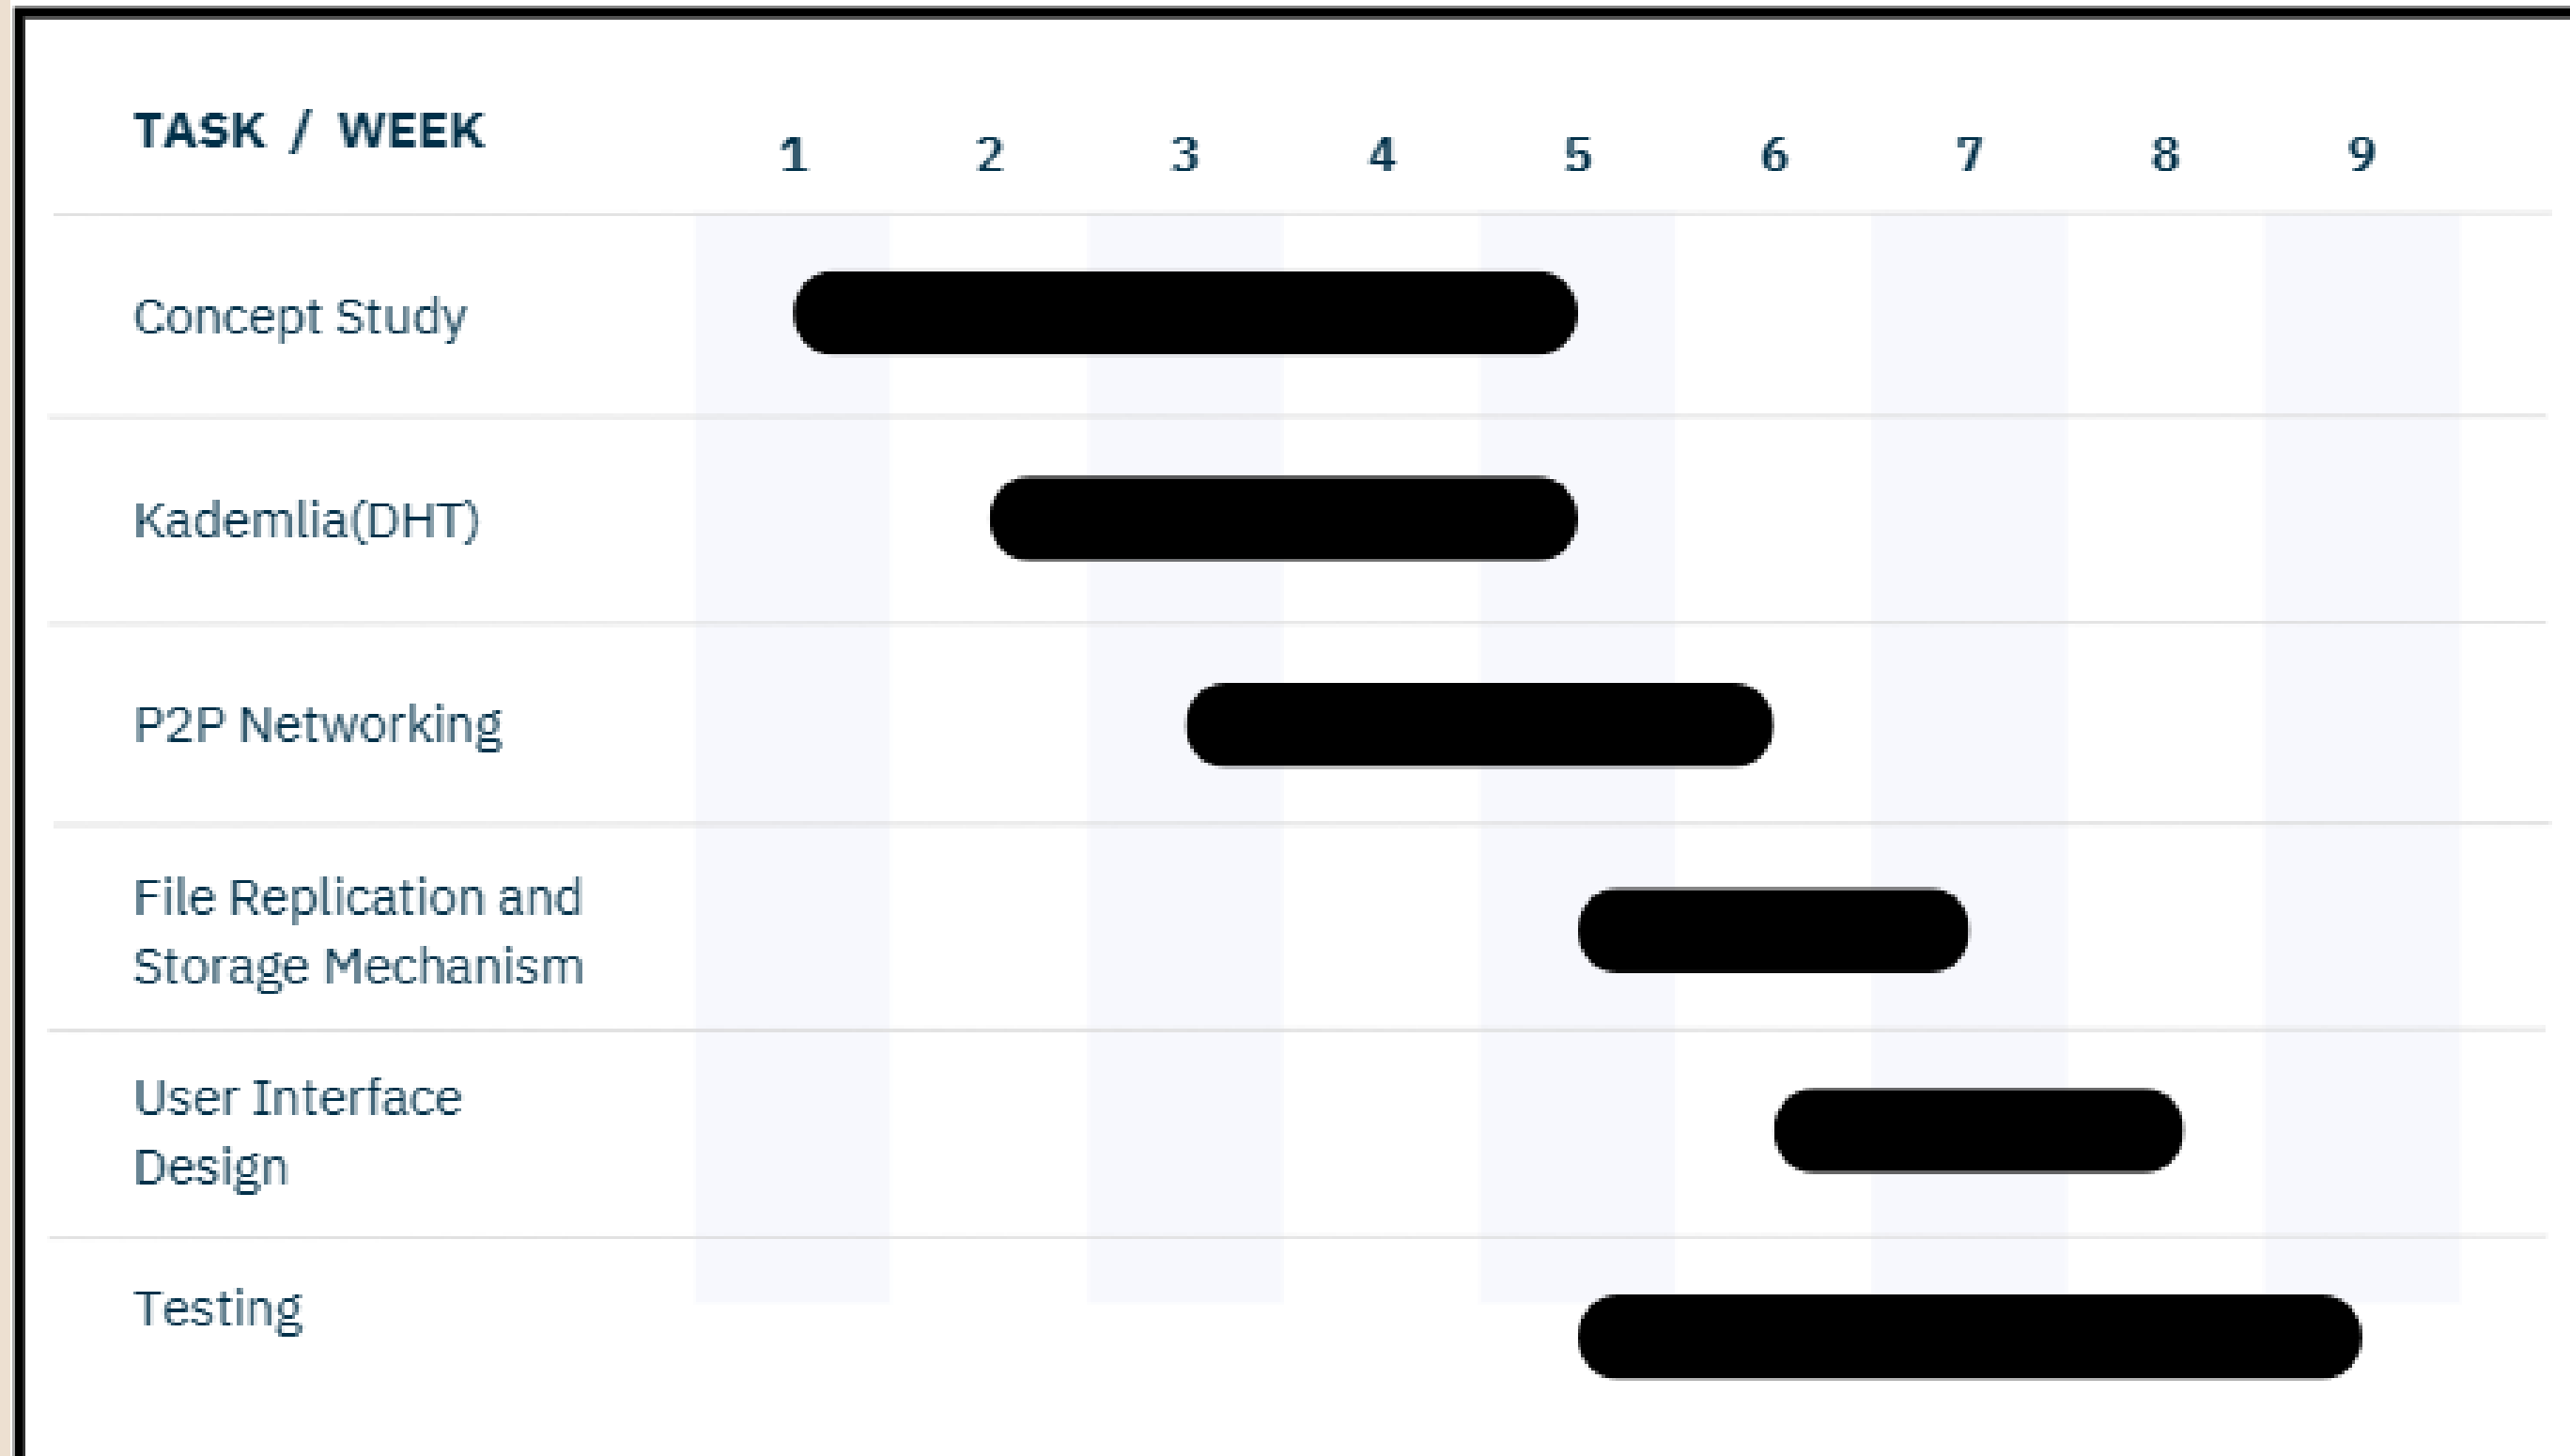 TASK / WEEK
1 2 3 4 5 6 7 8 9
Concept Study
Kademlia(DHT)
P2P Networking
File Replication and
Storage Mechanism
User Interface
Design
Testing